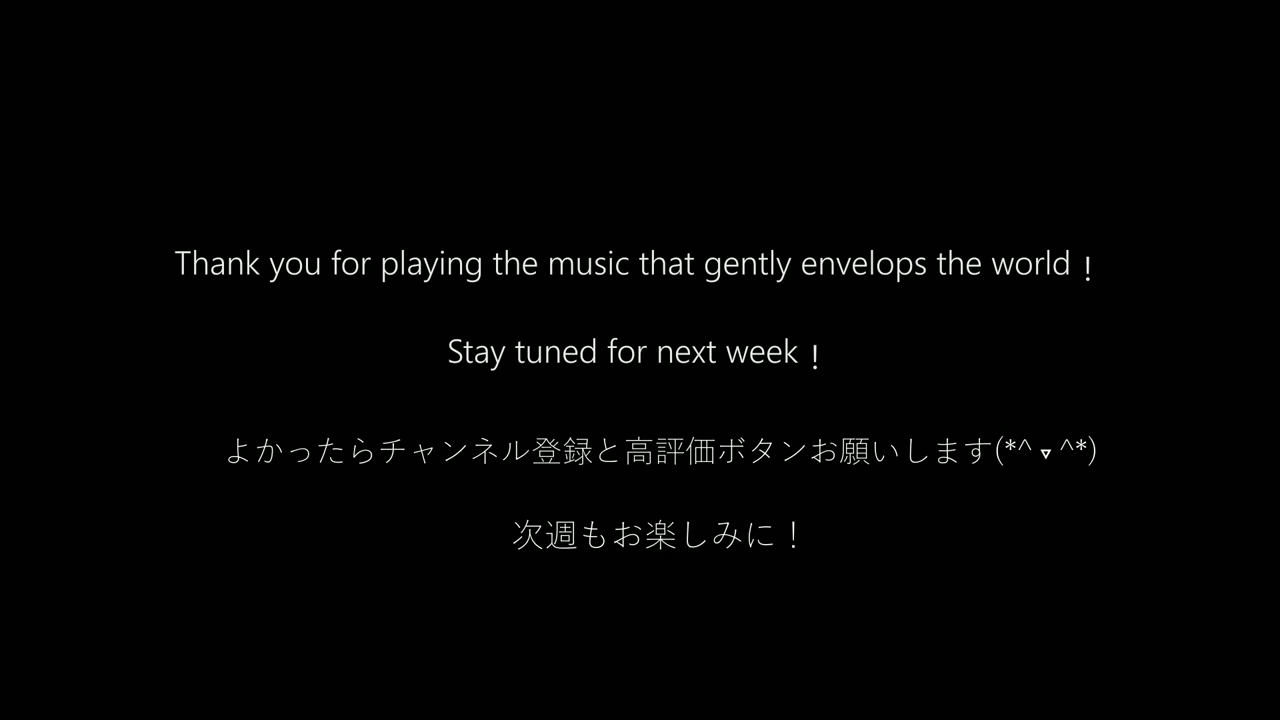 Thank you for playing the music that gently envelops the world！
Stay tuned for next week！
よかったらチャンネル登録と高評価ボタンお願いします(*^▿^*)
次週もお楽しみに！